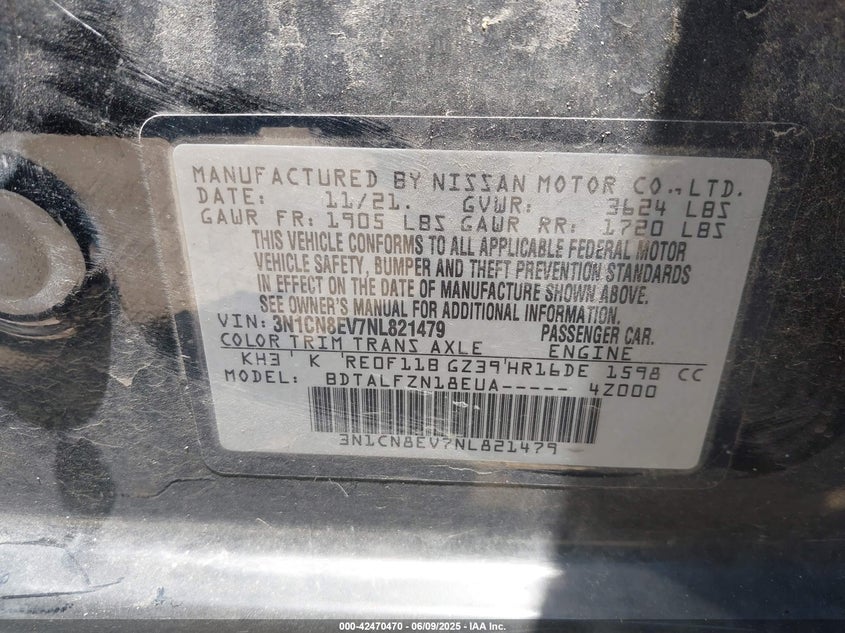 MANUFACTURED BY NISSAN MOTOR CO.,LTD.
DATE: 11/21. GVWR: 3624 LBS
GAWR FR: 1905 LBS GAWR RR: 1720 LBS
THIS VEHICLE CONFORMS TO ALL APPLICABLE FEDERAL MOTOR
VEHICLE SAFETY, BUMPER AND THEFT PREVENTION STANDARDS
IN EFFECT ON THE DATE OF MANUFACTURE SHOWN ABOVE.
SEE OWNER'S MANUAL FOR ADDITIONAL INFORMATION.
VIN: 3N1CN8EV7NL821479 PASSENGER CAR.
COLOR TRIM TRANS AXLE ENGINE
KH3 ' K 'RE0F11B GZ39'HR16DE 1598 CC
MODEL: BDTALFZN18EUA----- 4Z000
3N1CN8EV7NL821479
000-42470470 - 06/09/2025 - IAA Inc.